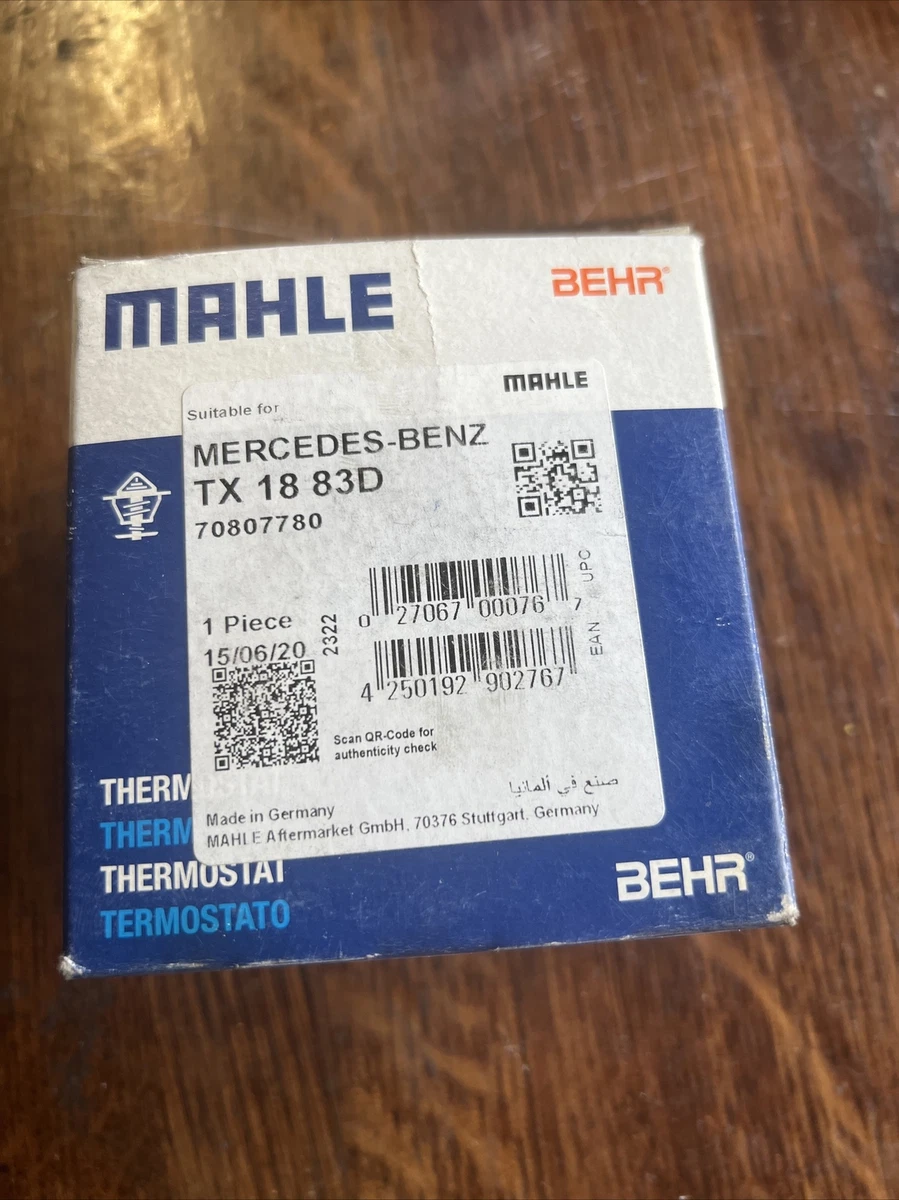 MAHLE
BEHR®
MAHLE
Suitable for
MERCEDES-BENZ
TX 18 83D
70807780
UPC
0 27067 00076 7
1 Piece
2322
15/06/20
EAN
4 250192 902767
Scan QR-Code for
authenticity check
صنع في ألمانيا
Made in Germany
MAHLE Aftermarket GmbH, 70376 Stuttgart, Germany
THERMOSTAT
THERM
THERMOSTAT
TERMOSTATO
BEHR®